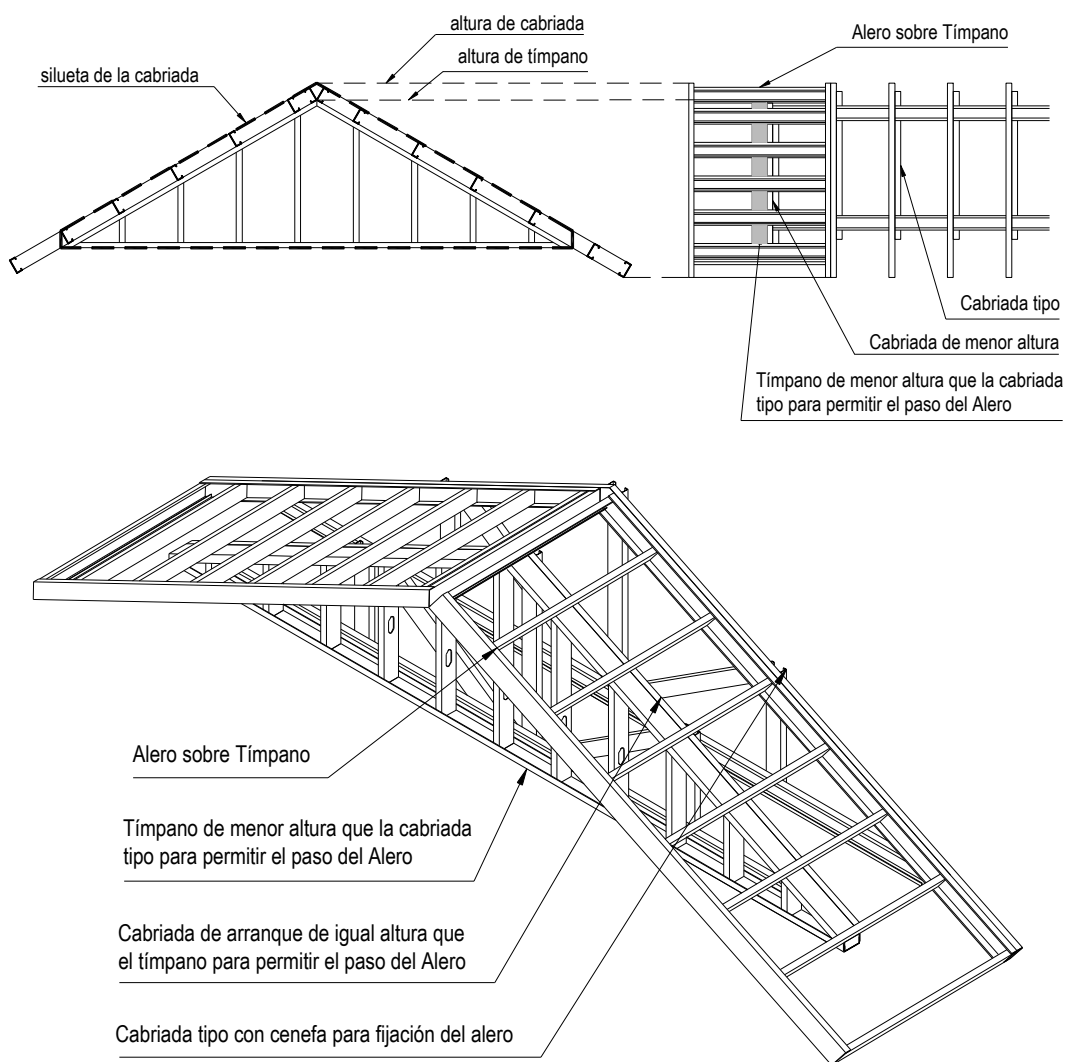 altura de cabriada
altura de tímpano
Alero sobre Tímpano
silueta de la cabriada
Cabriada tipo
Cabriada de menor altura
Tímpano de menor altura que la cabriada
tipo para permitir el paso del Alero
Alero sobre Tímpano
Tímpano de menor altura que la cabriada
tipo para permitir el paso del Alero
Cabriada de arranque de igual altura que
el tímpano para permitir el paso del Alero
Cabriada tipo con cenefa para fijación del alero